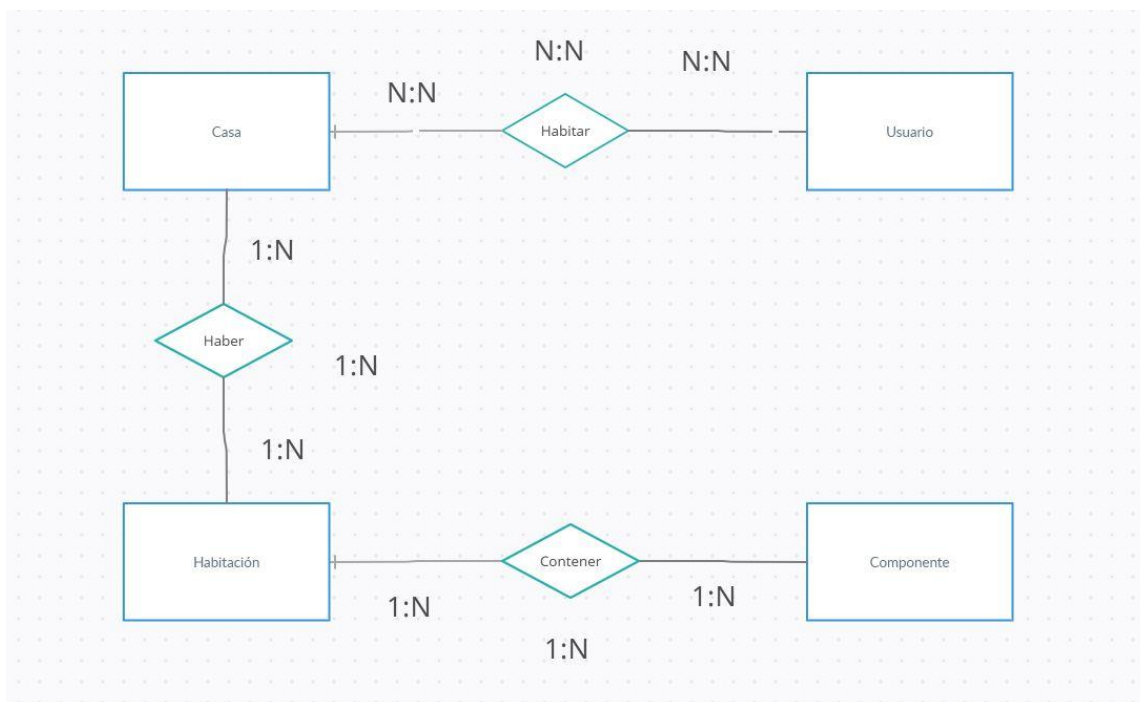 N:N
N:N
N:N
Casa
Habitar
Usuario
1:N
Haber
1:N
1:N
Habitación
Contener
Componente
1:N
1:N
1:N